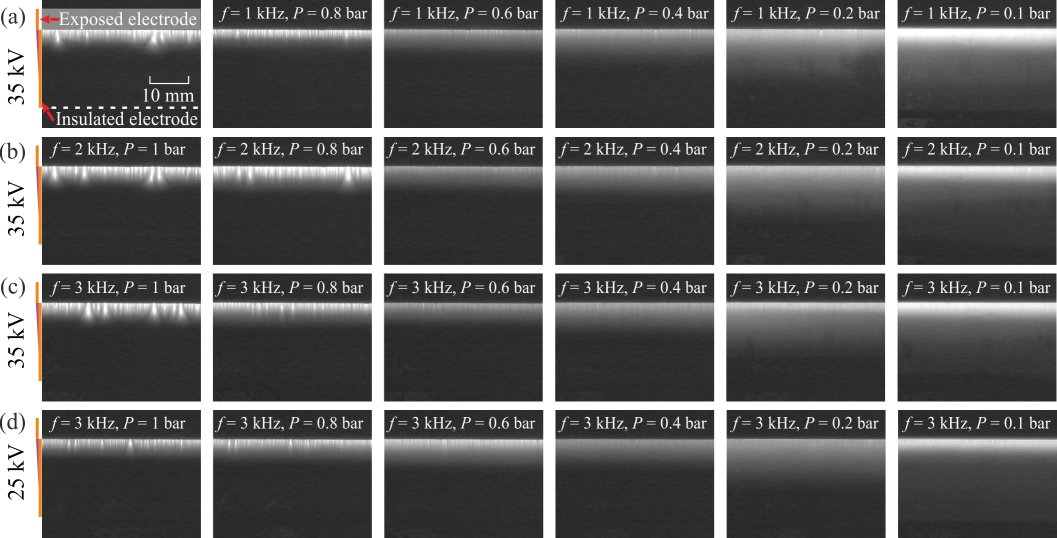 (a)
35 kV
Exposed electrode
10 mm
Insulated electrode
f = 1 kHz, P = 0.8 bar
f = 1 kHz, P = 0.6 bar
f = 1 kHz, P = 0.4 bar
f = 1 kHz, P = 0.2 bar
f = 1 kHz, P = 0.1 bar
(b)
35 kV
f = 2 kHz, P = 1 bar
f = 2 kHz, P = 0.8 bar
f = 2 kHz, P = 0.6 bar
f = 2 kHz, P = 0.4 bar
f = 2 kHz, P = 0.2 bar
f = 2 kHz, P = 0.1 bar
(c)
35 kV
f = 3 kHz, P = 1 bar
f = 3 kHz, P = 0.8 bar
f = 3 kHz, P = 0.6 bar
f = 3 kHz, P = 0.4 bar
f = 3 kHz, P = 0.2 bar
f = 3 kHz, P = 0.1 bar
(d)
25 kV
f = 3 kHz, P = 1 bar
f = 3 kHz, P = 0.8 bar
f = 3 kHz, P = 0.6 bar
f = 3 kHz, P = 0.4 bar
f = 3 kHz, P = 0.2 bar
f = 3 kHz, P = 0.1 bar